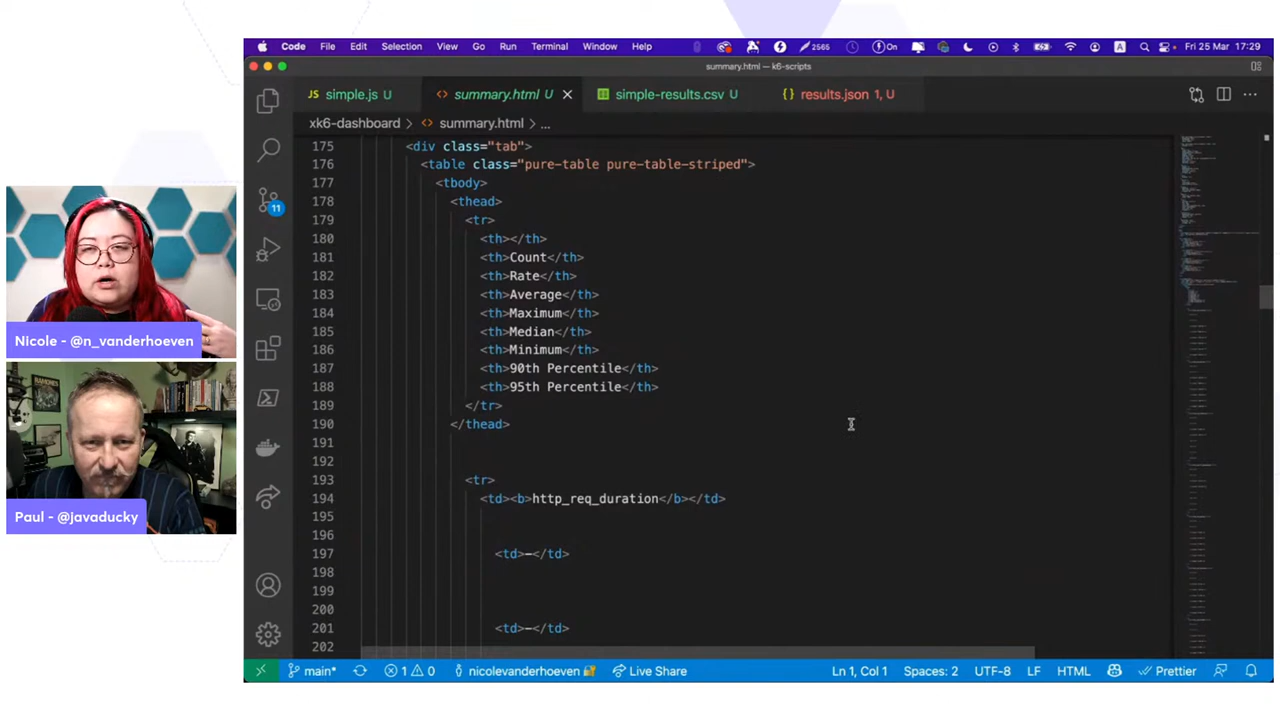 Code File Edit Selection View Go Run Terminal Window Help 2565 On A Fri 25 Mar 17:29
summary.html — k6-scripts
JS simple.js U <> summary.html U simple-results.csv U {} results.json 1, U
xk6-dashboard > <> summary.html > ...
175 <div class="tab">
176 <table class="pure-table pure-table-striped">
177 <tbody>
178 <thead>
179 <tr>
180 <th></th>
181 <th>Count</th>
182 <th>Rate</th>
183 <th>Average</th>
184 <th>Maximum</th>
185 <th>Median</th>
186 <th>Minimum</th>
187 <th>90th Percentile</th>
188 <th>95th Percentile</th>
189 </tr>
190 </thead>
191
192
193 <tr>
194 <td><b>http_req_duration</b></td>
195
196
197 <td>-</td>
198
199
200
201 <td>-</td>
202
11
Nicole - @n_vanderhoeven
RAMONES
Paul - @javaducky
main* 1 0 nicolevanderhoeven Live Share Ln 1, Col 1 Spaces: 2 UTF-8 LF HTML Prettier